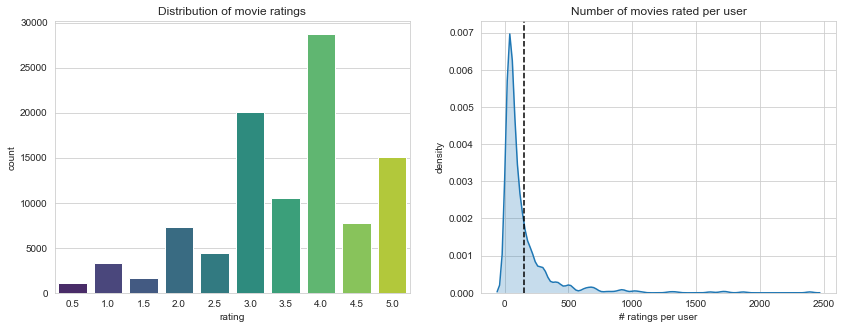 Distribution of movie ratings
30000
25000
20000
15000
10000
5000
0
count
0.5 1.0 1.5 2.0 2.5 3.0 3.5 4.0 4.5 5.0
rating
Number of movies rated per user
0.007
0.006
0.005
0.004
0.003
0.002
0.001
0.000
density
0 500 1000 1500 2000 2500
# ratings per user